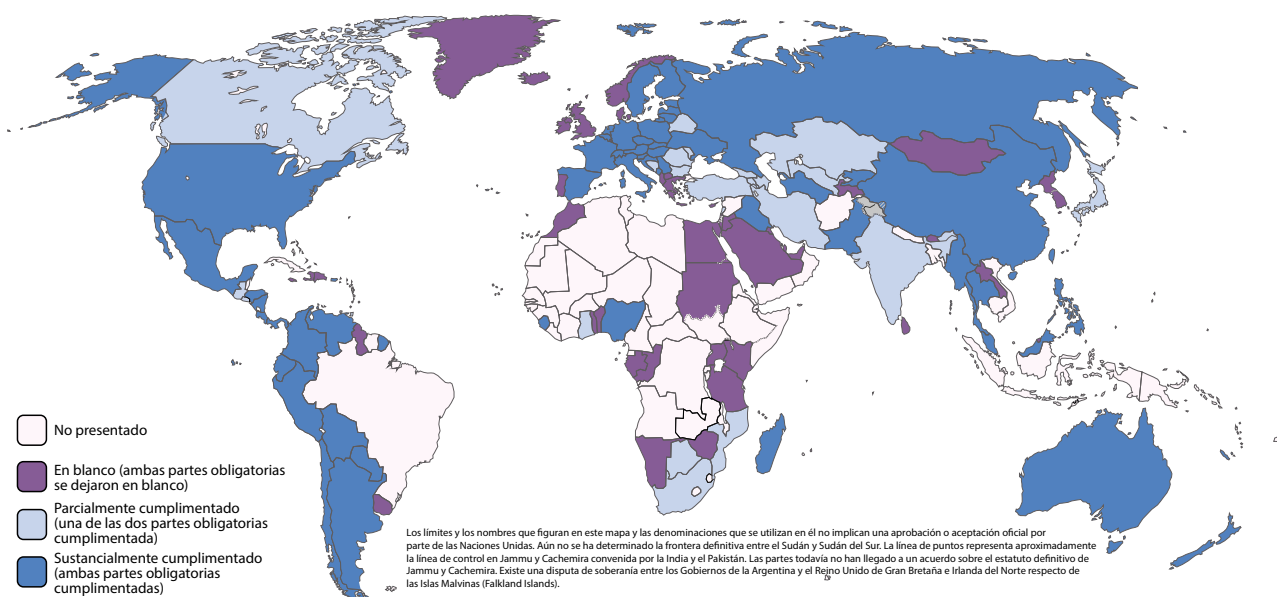 No presentado
En blanco (ambas partes obligatorias
se dejaron en blanco)
Parcialmente cumplimentado
(una de las dos partes obligatorias
cumplimentada)
Sustancialmente cumplimentado
(ambas partes obligatorias
cumplimentadas)
Los límites y los nombres que figuran en este mapa y las denominaciones que se utilizan en él no implican una aprobación o aceptación oficial por
parte de las Naciones Unidas. Aún no se ha determinado la frontera definitiva entre el Sudán y Sudán del Sur. La línea de puntos representa aproximadamente
la línea de control en Jammu y Cachemira convenida por la India y el Pakistán. Las partes todavía no han llegado a un acuerdo sobre el estatuto definitivo de
Jammu y Cachemira. Existe una disputa de soberanía entre los Gobiernos de la Argentina y el Reino Unido de Gran Bretaña e Irlanda del Norte respecto de
las Islas Malvinas (Falkland Islands).